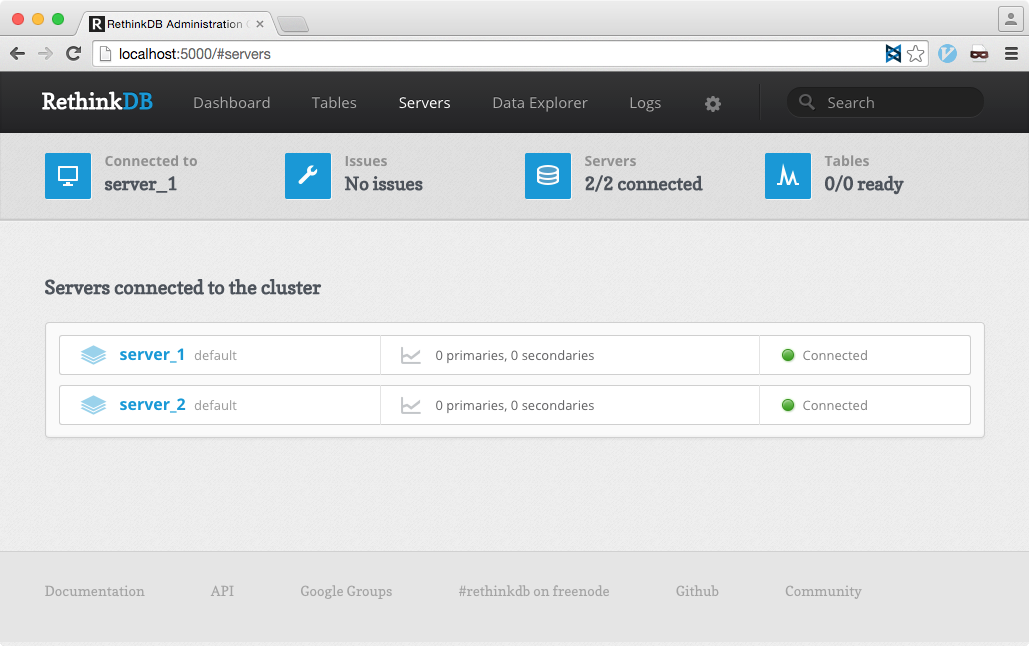 RethinkDB Administration
localhost:5000/#servers
RethinkDB Dashboard Tables Servers Data Explorer Logs Search
Connected to Issues Servers Tables
server_1 No issues 2/2 connected 0/0 ready
Servers connected to the cluster
server_1 default 0 primaries, 0 secondaries Connected
server_2 default 0 primaries, 0 secondaries Connected
Documentation API Google Groups #rethinkdb on freenode Github Community